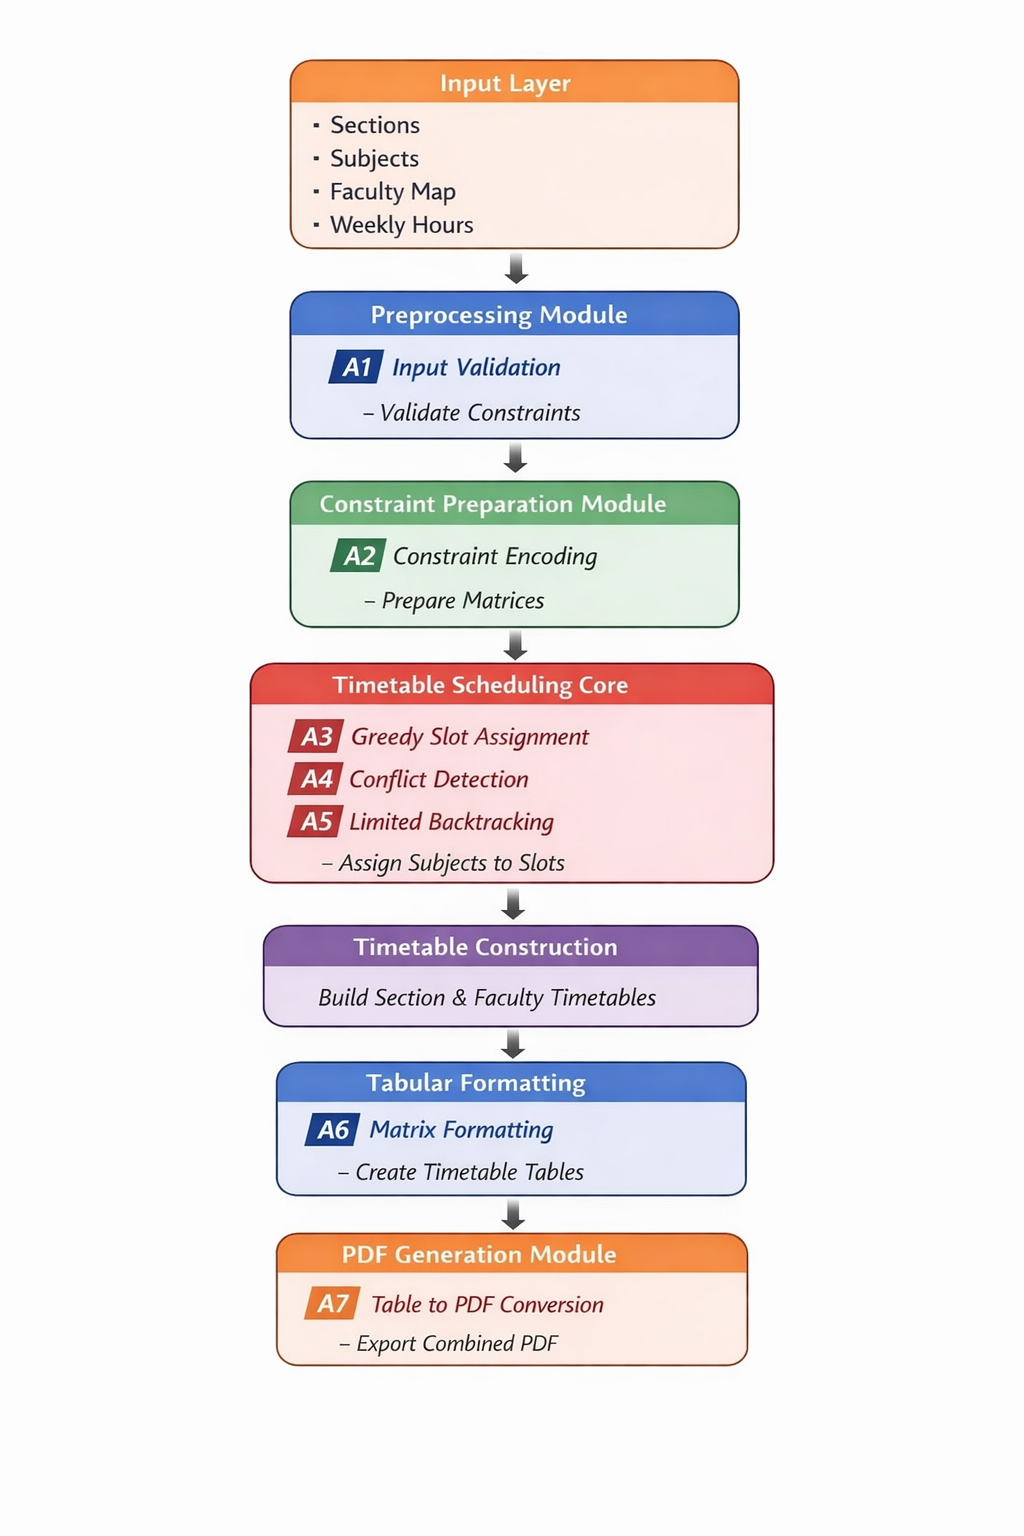 Input Layer
▪ Sections
▪ Subjects
▪ Faculty Map
▪ Weekly Hours
Preprocessing Module
A1 Input Validation
– Validate Constraints
Constraint Preparation Module
A2 Constraint Encoding
– Prepare Matrices
Timetable Scheduling Core
A3 Greedy Slot Assignment
A4 Conflict Detection
A5 Limited Backtracking
– Assign Subjects to Slots
Timetable Construction
Build Section & Faculty Timetables
Tabular Formatting
A6 Matrix Formatting
– Create Timetable Tables
PDF Generation Module
A7 Table to PDF Conversion
– Export Combined PDF